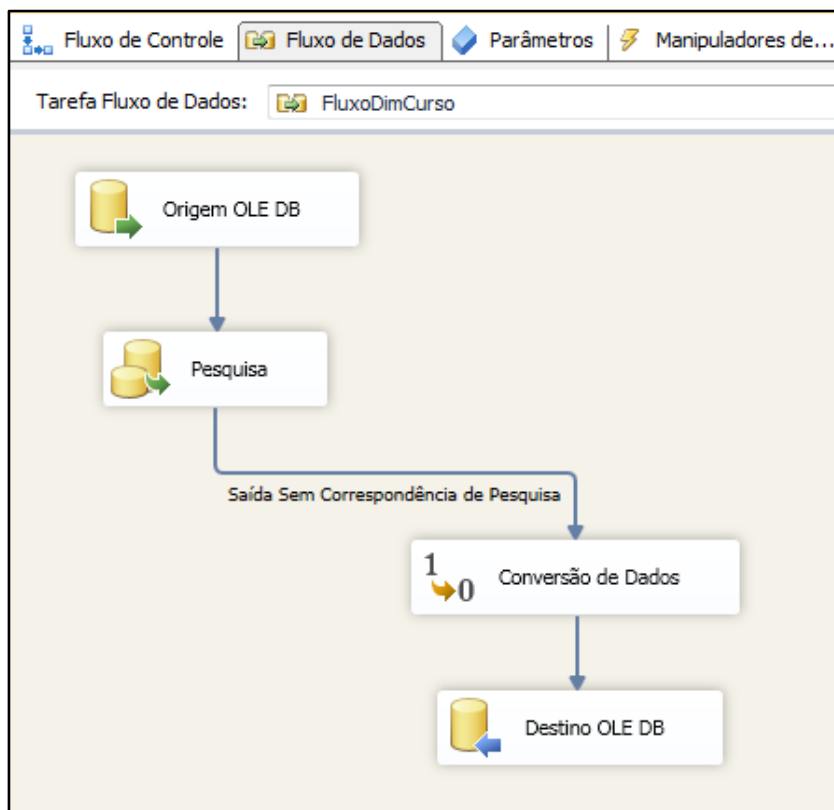 Fluxo de Controle Fluxo de Dados Parâmetros Manipuladores de...
Tarefa Fluxo de Dados: FluxoDimCurso
Origem OLE DB
Pesquisa
Saída Sem Correspondência de Pesquisa
1
0
Conversão de Dados
Destino OLE DB